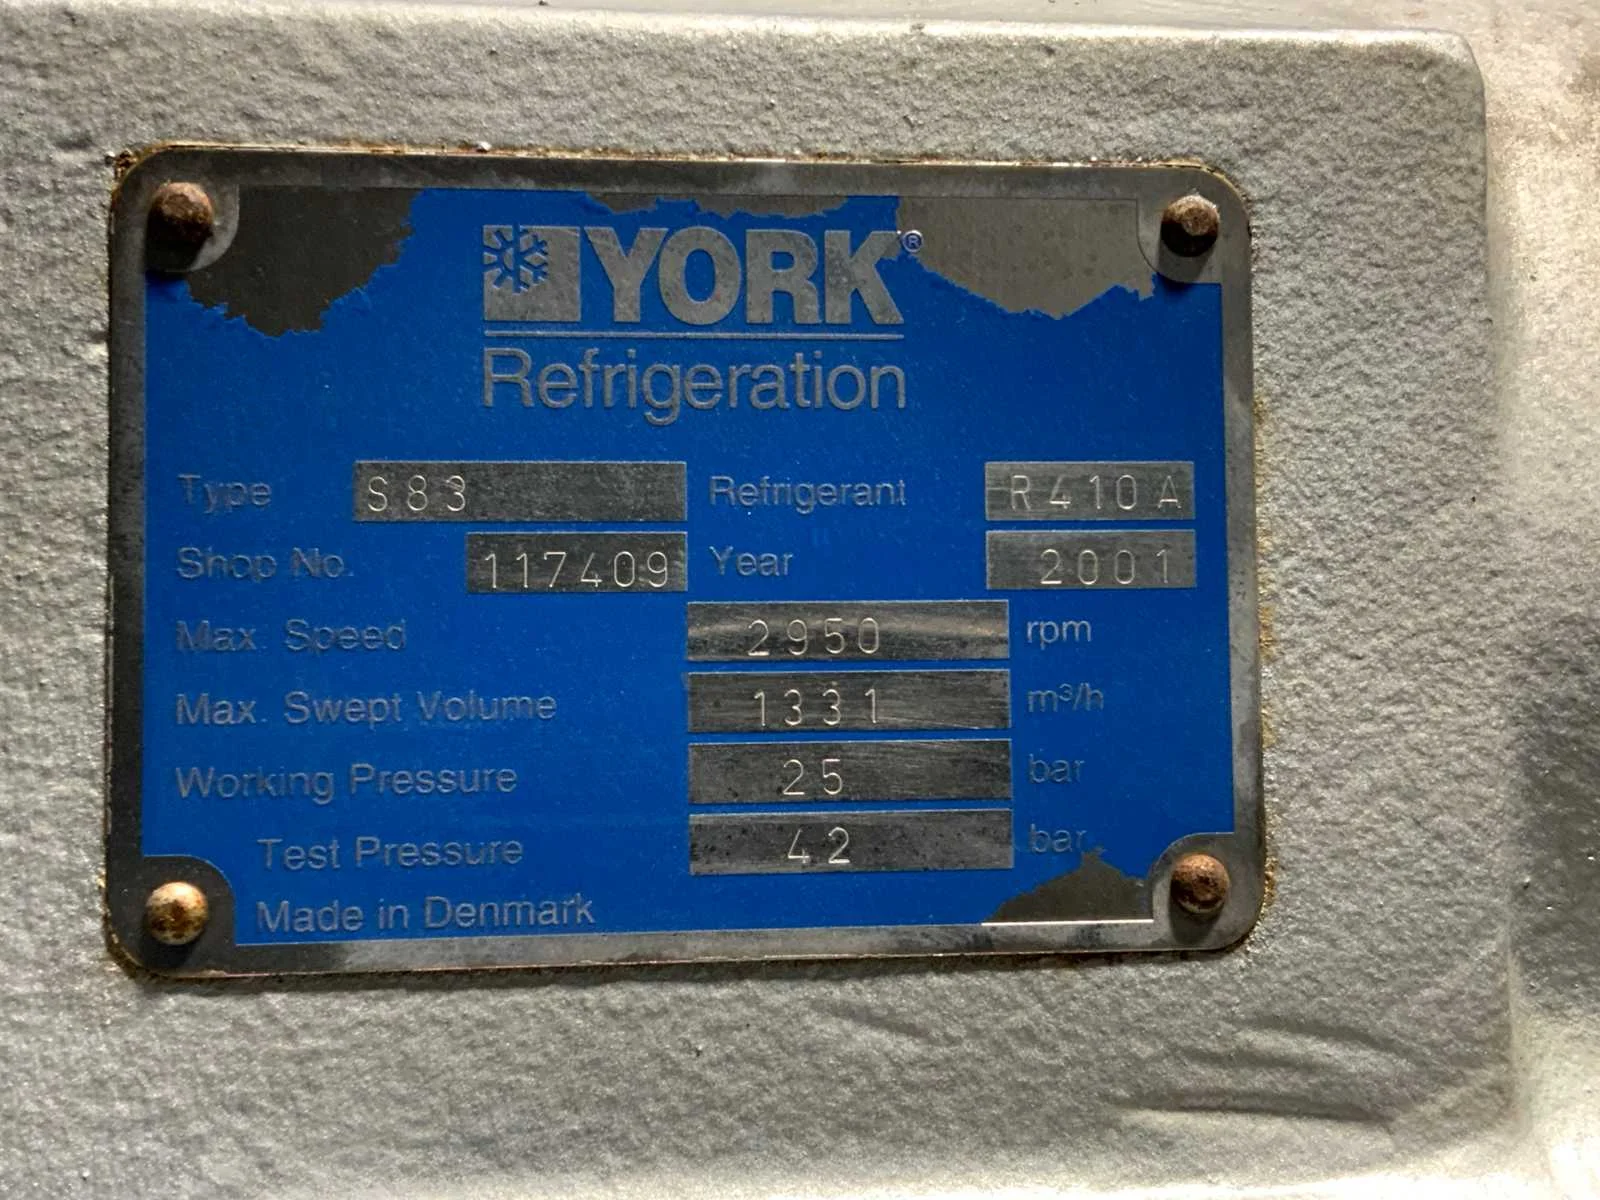 YORK®
Refrigeration
Type S83 Refrigerant R410A
Shop No. 117409 Year 2001
Max. Speed 2950 rpm
Max. Swept Volume 1331 m³/h
Working Pressure 25 bar
Test Pressure 42 bar
Made in Denmark